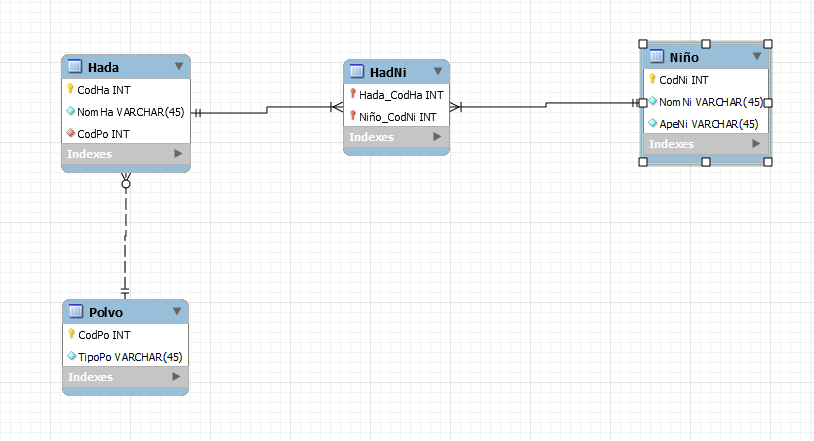 Hada
CodHa INT
NomHa VARCHAR(45)
CodPo INT
Indexes
HadNi
Hada_CodHa INT
Niño_CodNi INT
Indexes
Niño
CodNi INT
NomNi VARCHAR(45)
ApeNi VARCHAR(45)
Indexes
Polvo
CodPo INT
TipoPo VARCHAR(45)
Indexes